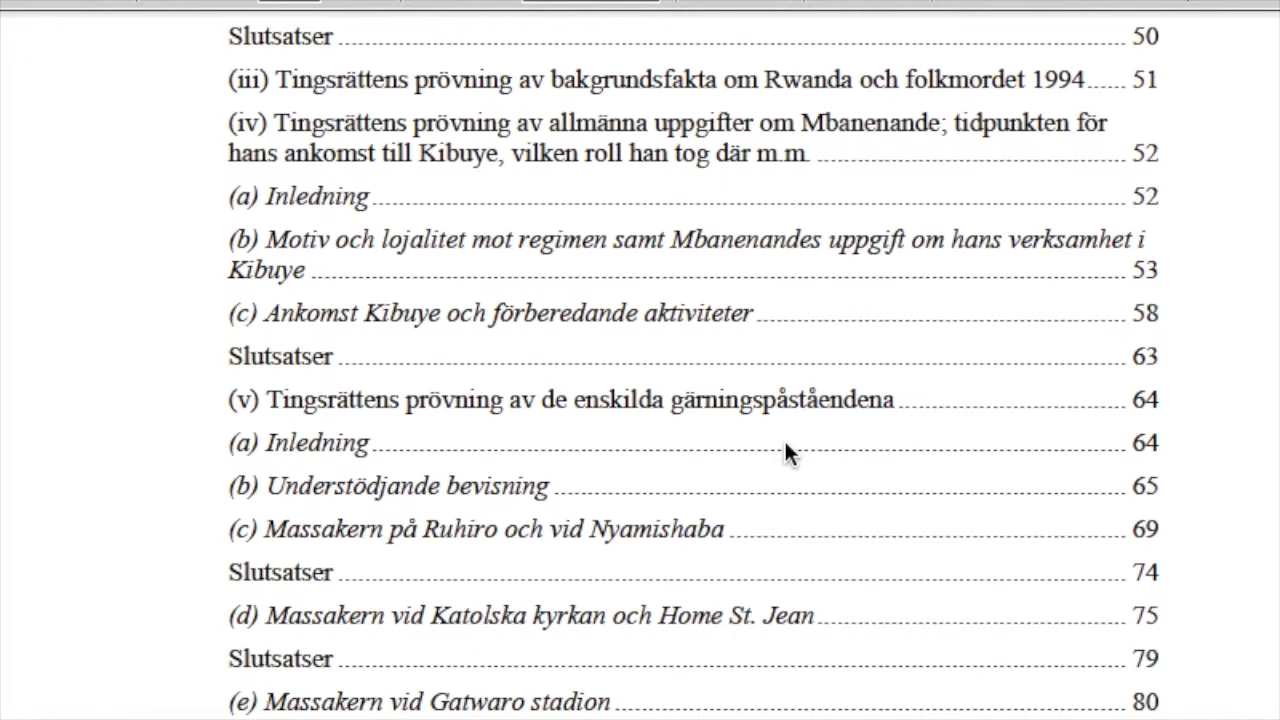 Slutsatser 50
(iii) Tingsrättens prövning av bakgrundsfakta om Rwanda och folkmordet 1994 51
(iv) Tingsrättens prövning av allmänna uppgifter om Mbanenande; tidpunkten för
hans ankomst till Kibuye, vilken roll han tog där m.m. 52
(a) Inledning 52
(b) Motiv och lojalitet mot regimen samt Mbanenandes uppgift om hans verksamhet i
Kibuye 53
(c) Ankomst Kibuye och förberedande aktiviteter 58
Slutsatser 63
(v) Tingsrättens prövning av de enskilda gärningspåståendena 64
(a) Inledning 64
(b) Understödjande bevisning 65
(c) Massakern på Ruhiro och vid Nyamishaba 69
Slutsatser 74
(d) Massakern vid Katolska kyrkan och Home St. Jean 75
Slutsatser 79
(e) Massakern vid Gatwaro stadion 80